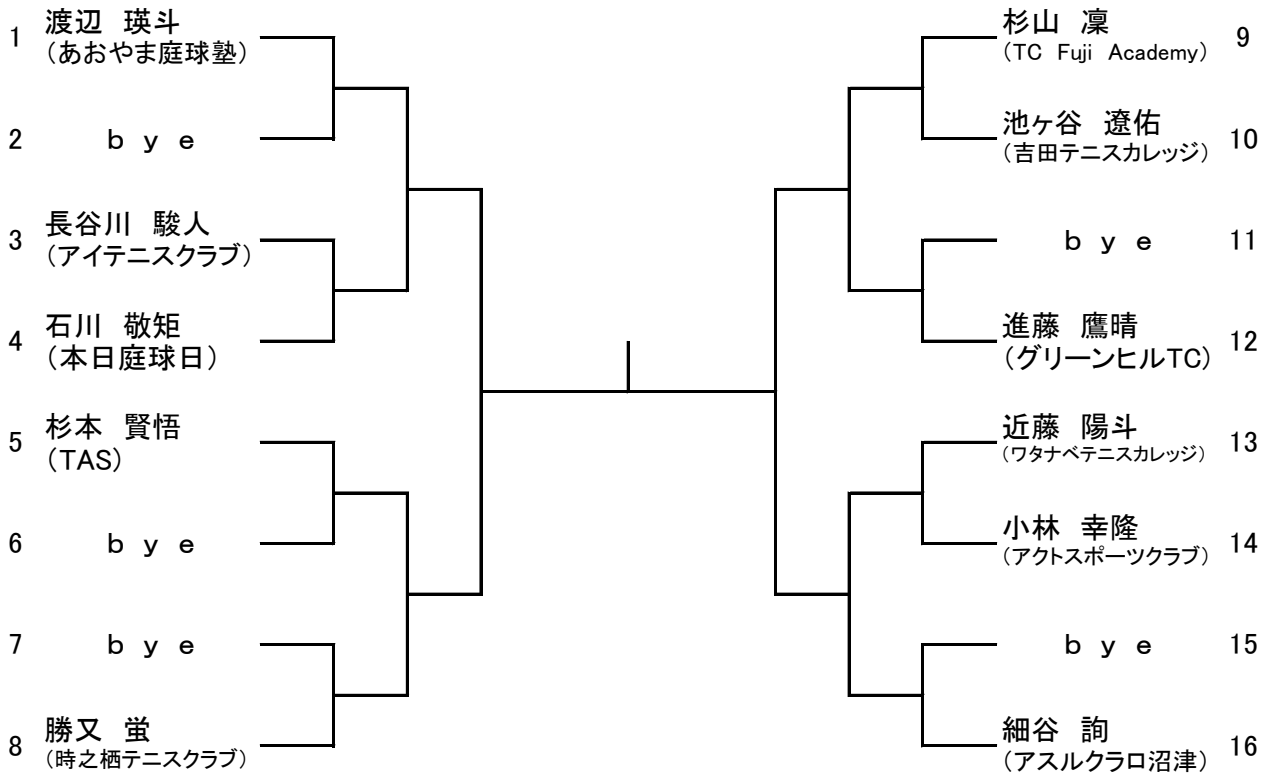 1 渡辺 瑛斗
(あおやま庭球塾)
2 bye
3 長谷川 駿人
(アイテニスクラブ)
4 石川 敬矩
(本日庭球日)
5 杉本 賢悟
(TAS)
6 bye
7 bye
8 勝又 蛍
(時之栖テニスクラブ)
杉山 凜 9
(TC Fuji Academy)
池ヶ谷 遼佑 10
(吉田テニスカレッジ)
bye 11
進藤 鷹晴 12
(グリーンヒルTC)
近藤 陽斗 13
(ワタナベテニスカレッジ)
小林 幸隆 14
(アクトスポーツクラブ)
bye 15
細谷 詢 16
(アスルクラロ沼津)